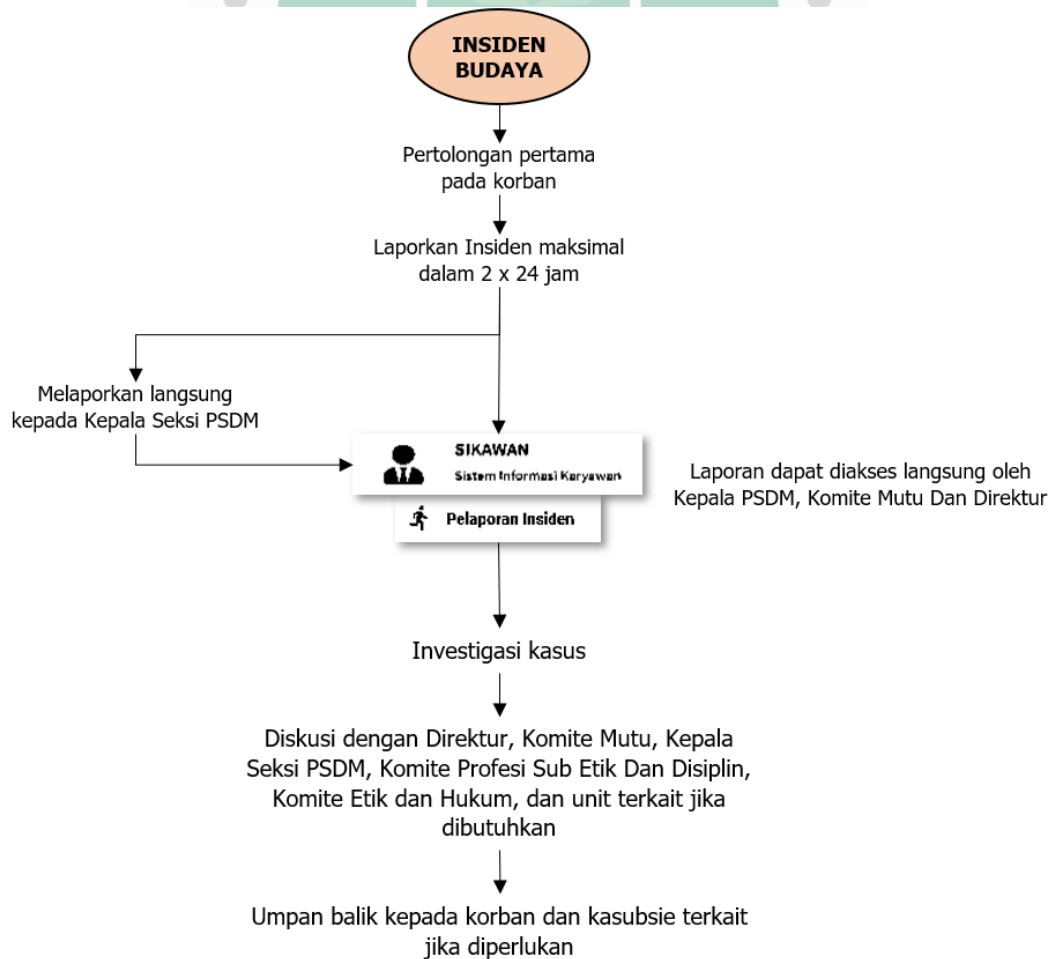 INSIDEN
BUDAYA
Pertolongan pertama
pada korban
Laporkan Insiden maksimal
dalam 2 x 24 jam
Melaporkan langsung
kepada Kepala Seksi PSDM
SIKAWAN
Sistem Informasi Karyawan
Pelaporan Insiden
Laporan dapat diakses langsung oleh
Kepala PSDM, Komite Mutu Dan Direktur
Investigasi kasus
Diskusi dengan Direktur, Komite Mutu, Kepala
Seksi PSDM, Komite Profesi Sub Etik Dan Disiplin,
Komite Etik dan Hukum, dan unit terkait jika
dibutuhkan
Umpan balik kepada korban dan kasubsie terkait
jika diperlukan